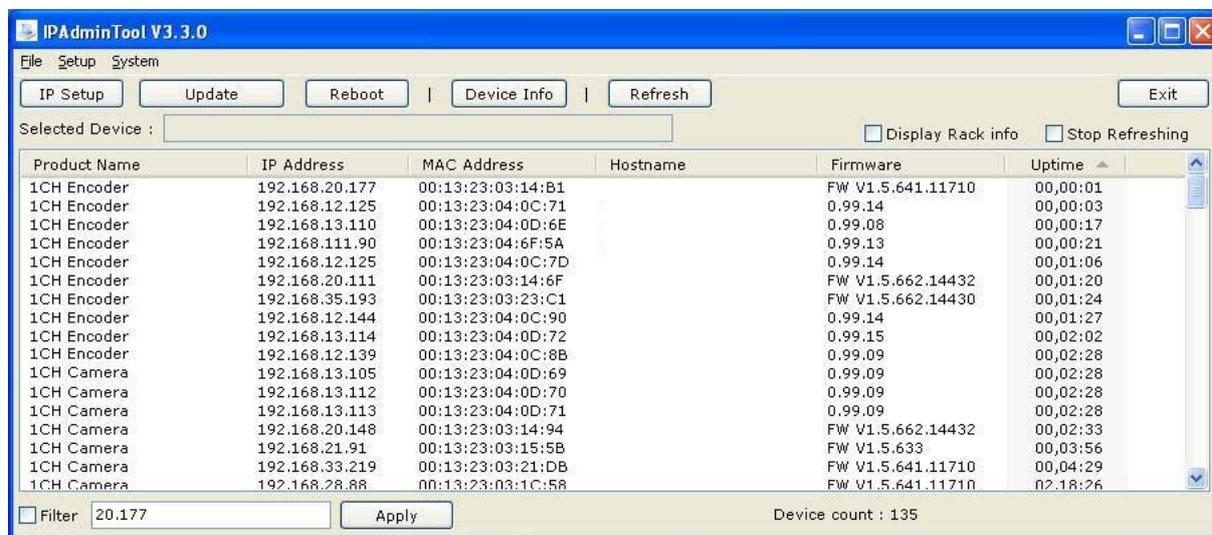 IPAdminTool V3.3.0
File Setup System
IP Setup Update Reboot | Device Info | Refresh Exit
Selected Device : Display Rack info Stop Refreshing
Product Name IP Address MAC Address Hostname Firmware Uptime
1CH Encoder 192.168.20.177 00:13:23:03:14:B1 FW V1.5.641.11710 00,00:01
1CH Encoder 192.168.12.125 00:13:23:04:0C:71 0.99.14 00,00:03
1CH Encoder 192.168.13.110 00:13:23:04:0D:6E 0.99.08 00,00:17
1CH Encoder 192.168.111.90 00:13:23:04:6F:5A 0.99.13 00,00:21
1CH Encoder 192.168.12.125 00:13:23:04:0C:7D 0.99.14 00,01:06
1CH Encoder 192.168.20.111 00:13:23:03:14:6F FW V1.5.662.14432 00,01:20
1CH Encoder 192.168.35.193 00:13:23:03:23:C1 FW V1.5.662.14430 00,01:24
1CH Encoder 192.168.12.144 00:13:23:04:0C:90 0.99.14 00,01:27
1CH Encoder 192.168.13.114 00:13:23:04:0D:72 0.99.15 00,02:02
1CH Encoder 192.168.12.139 00:13:23:04:0C:8B 0.99.09 00,02:28
1CH Camera 192.168.13.105 00:13:23:04:0D:69 0.99.09 00,02:28
1CH Camera 192.168.13.112 00:13:23:04:0D:70 0.99.09 00,02:28
1CH Camera 192.168.13.113 00:13:23:04:0D:71 0.99.09 00,02:28
1CH Camera 192.168.20.148 00:13:23:03:14:94 FW V1.5.662.14432 00,02:33
1CH Camera 192.168.21.91 00:13:23:03:15:5B FW V1.5.633 00,03:56
1CH Camera 192.168.33.219 00:13:23:03:21:DB FW V1.5.641.11710 00,04:29
1CH Camera 192.168.28.88 00:13:23:03:1C:58 FW V1.5.641.11710 02,18:26
Filter 20.177 Apply Device count : 135